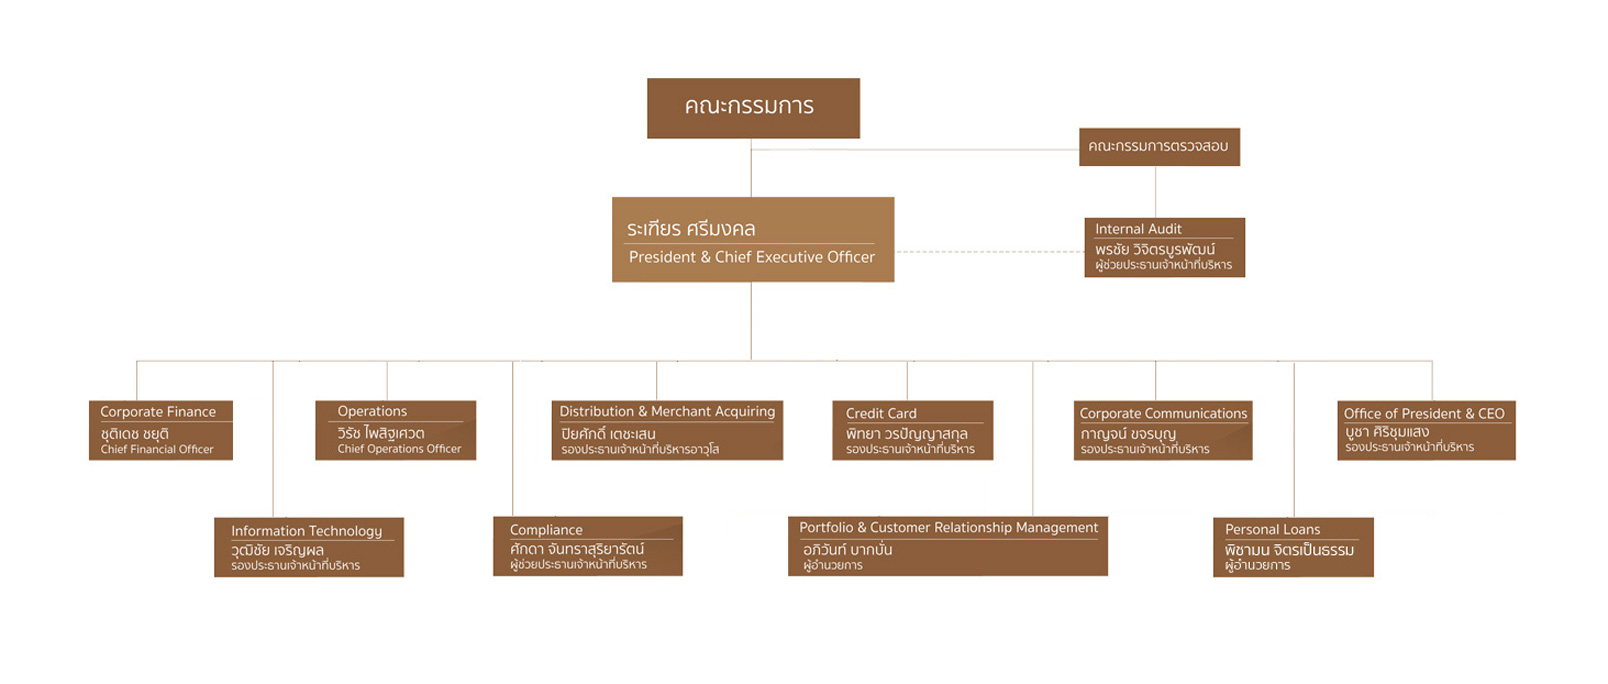 คณะกรรมการ
คณะกรรมการตรวจสอบ
ระเฑียร ศรีมงคล
President & Chief Executive Officer
Internal Audit
พรชัย วิจิตรบูรพัฒน์
ผู้ช่วยประธานเจ้าหน้าที่บริหาร
Corporate Finance
ชุติเดช ชยุติ
Chief Financial Officer
Operations
วิรัช ไพสิฐเศวต
Chief Operations Officer
Distribution & Merchant Acquiring
ปิยศักดิ์ เตชะเสน
รองประธานเจ้าหน้าที่บริหารอาวุโส
Credit Card
พิทยา วรปัญญาสกุล
รองประธานเจ้าหน้าที่บริหาร
Corporate Communications
กาญจน์ ขจรบุญ
รองประธานเจ้าหน้าที่บริหาร
Office of President & CEO
บูชา ศิริชุมแสง
รองประธานเจ้าหน้าที่บริหาร
Information Technology
วุฒิชัย เจริญผล
รองประธานเจ้าหน้าที่บริหาร
Compliance
ศักดา จันทราสุริยารัตน์
ผู้ช่วยประธานเจ้าหน้าที่บริหาร
Portfolio & Customer Relationship Management
อภิวันท์ บากบั่น
ผู้อำนวยการ
Personal Loans
พิชามน จิตรเป็นธรรม
ผู้อำนวยการ